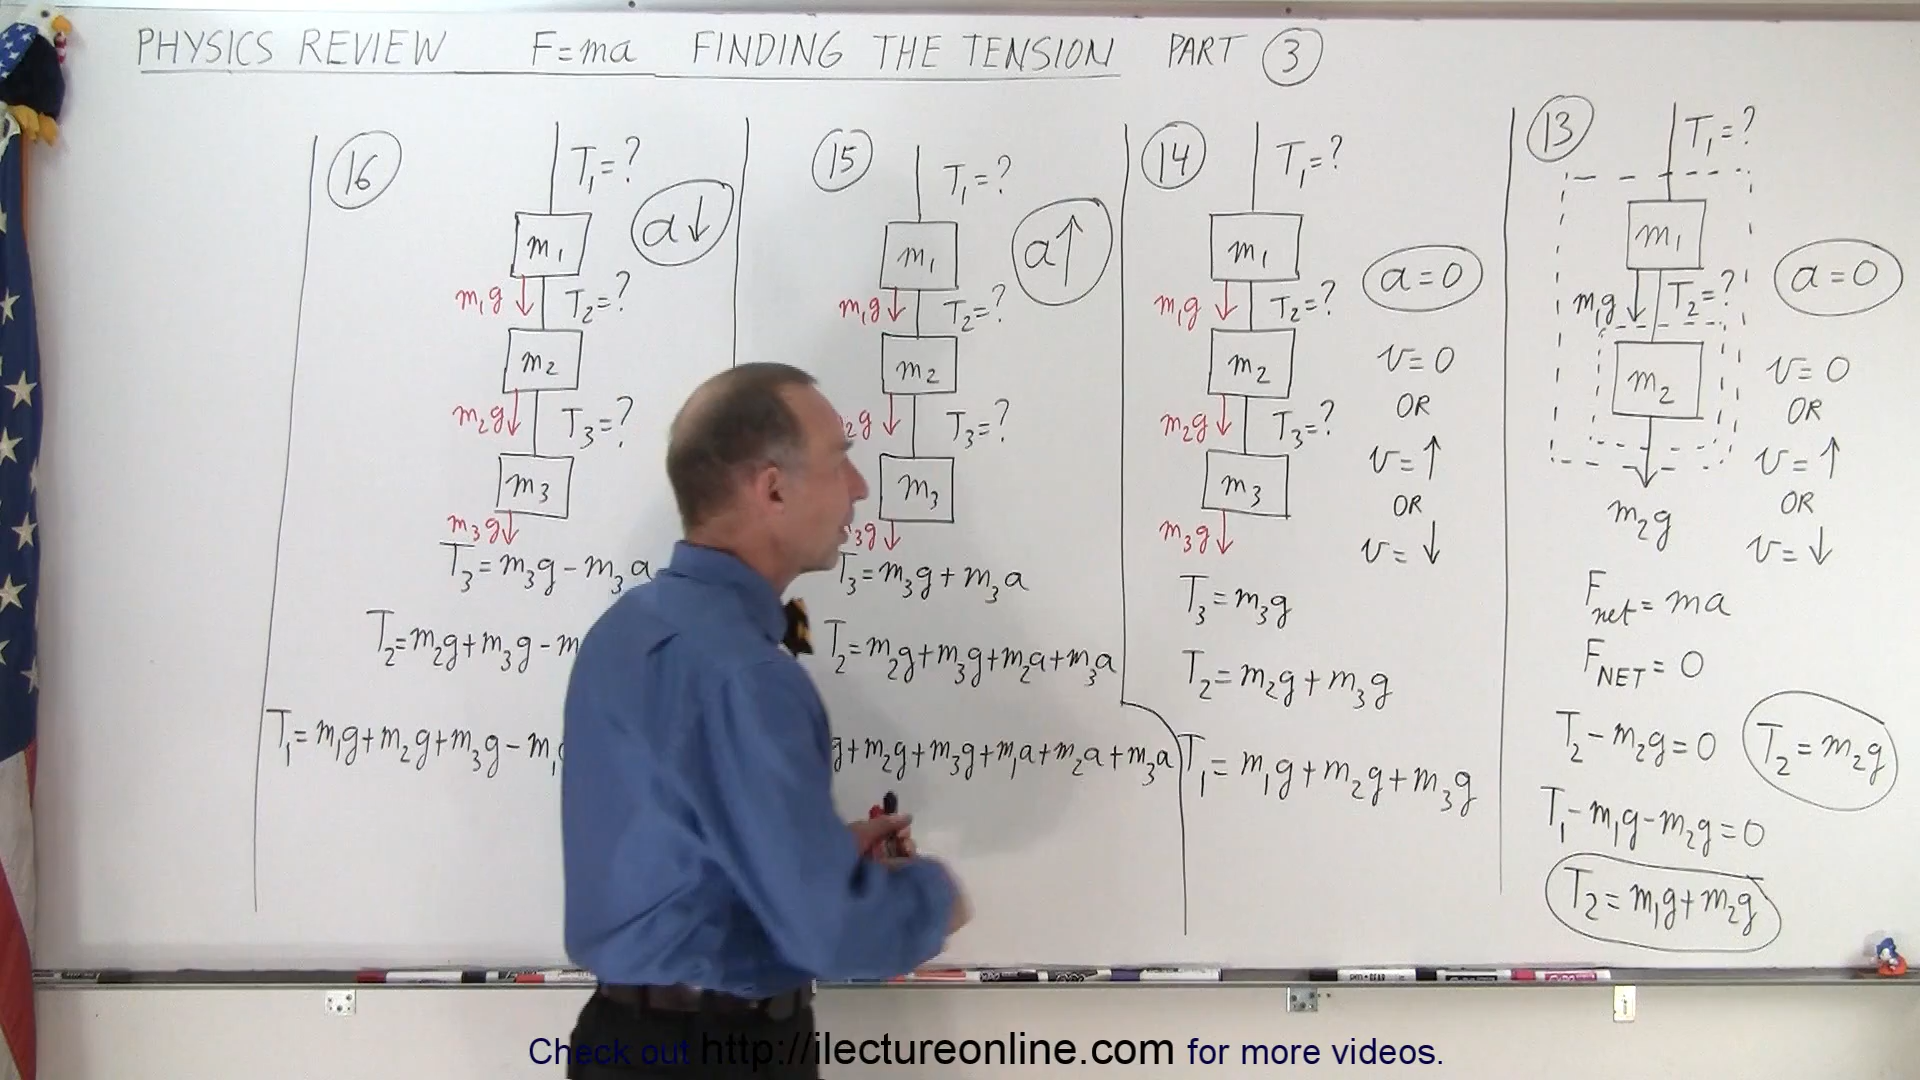 PHYSICS REVIEW F=ma FINDING THE TENSION PART 3
16
T₁=?
a↓
m₁
m₁g↓
T₂=?
m₂
m₂g↓
T₃=?
m₃
m₃g↓
T₃=m₃g-m₃a
T₂=m₂g+m₃g-m
T₁=m₁g+m₂g+m₃g-m₁
15
T₁=?
a↑
m₁
m₁g↓
T₂=?
m₂
₂g↓
T₃=?
m₃
₃g↓
T₃=m₃g+m₃a
T₂=m₂g+m₃g+m₂a+m₃a
g+m₂g+m₃g+m₁a+m₂a+m₃a
14
T₁=?
m₁
a=0
m₁g↓
T₂=?
m₂
v=0
OR
m₂g↓
T₃=?
v=↑
m₃
OR
m₃g↓
v=↓
T₃=m₃g
T₂=m₂g+m₃g
T₁=m₁g+m₂g+m₃g
13
T₁=?
m₁
a=0
m₁g↓
T₂=?
m₂
v=0
OR
v=↑
m₂g
OR
v=↓
Fnet=ma
FNET=0
T₂-m₂g=0
T₂=m₂g
T₁-m₁g-m₂g=0
T₂=m₁g+m₂g
Check out http://ilectureonline.com for more videos.